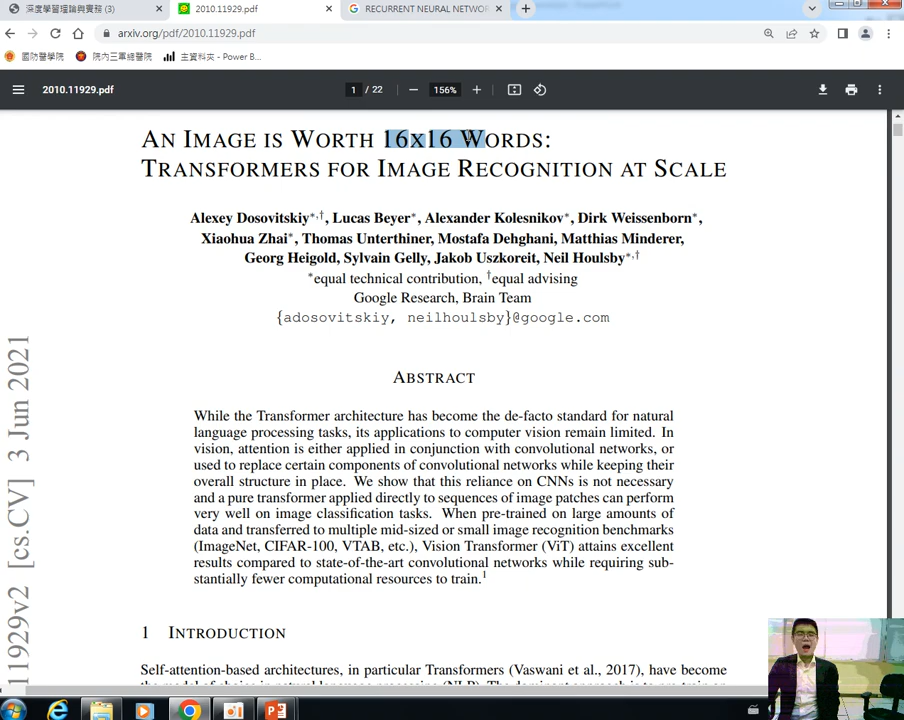 深度學習理論與實務 (3)
2010.11929.pdf
RECURRENT NEURAL NETWOR
arxiv.org/pdf/2010.11929.pdf
國防醫學院
院內三軍總醫院
主資料夾 - Power B...
2010.11929.pdf
1 / 22
156%
AN IMAGE IS WORTH 16X16 WORDS:
TRANSFORMERS FOR IMAGE RECOGNITION AT SCALE
Alexey Dosovitskiy*,†, Lucas Beyer*, Alexander Kolesnikov*, Dirk Weissenborn*,
Xiaohua Zhai*, Thomas Unterthiner, Mostafa Dehghani, Matthias Minderer,
Georg Heigold, Sylvain Gelly, Jakob Uszkoreit, Neil Houlsby*,†
*equal technical contribution, †equal advising
Google Research, Brain Team
{adosovitskiy, neilhoulsby}@google.com
ABSTRACT
While the Transformer architecture has become the de-facto standard for natural
language processing tasks, its applications to computer vision remain limited. In
vision, attention is either applied in conjunction with convolutional networks, or
used to replace certain components of convolutional networks while keeping their
overall structure in place. We show that this reliance on CNNs is not necessary
and a pure transformer applied directly to sequences of image patches can perform
very well on image classification tasks. When pre-trained on large amounts of
data and transferred to multiple mid-sized or small image recognition benchmarks
(ImageNet, CIFAR-100, VTAB, etc.), Vision Transformer (ViT) attains excellent
results compared to state-of-the-art convolutional networks while requiring sub-
stantially fewer computational resources to train.1
1 INTRODUCTION
Self-attention-based architectures, in particular Transformers (Vaswani et al., 2017), have become
11929v2 [cs.CV] 3 Jun 2021